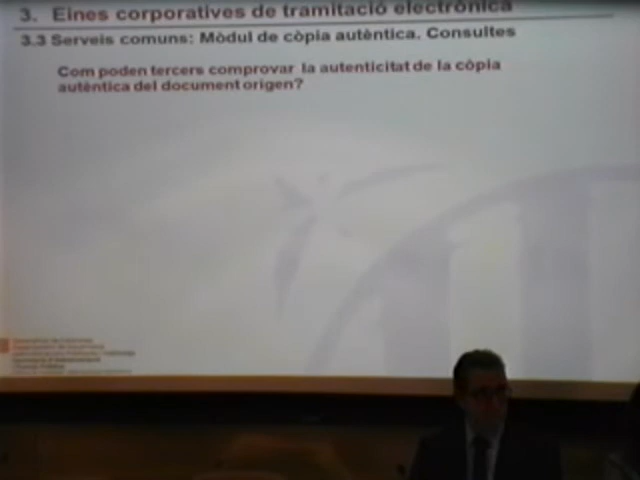 3. Eines corporatives de tramitació electrònica
3.3 Serveis comuns: Mòdul de còpia autèntica. Consultes
Com poden tercers comprovar la autenticitat de la còpia
autèntica del document origen?